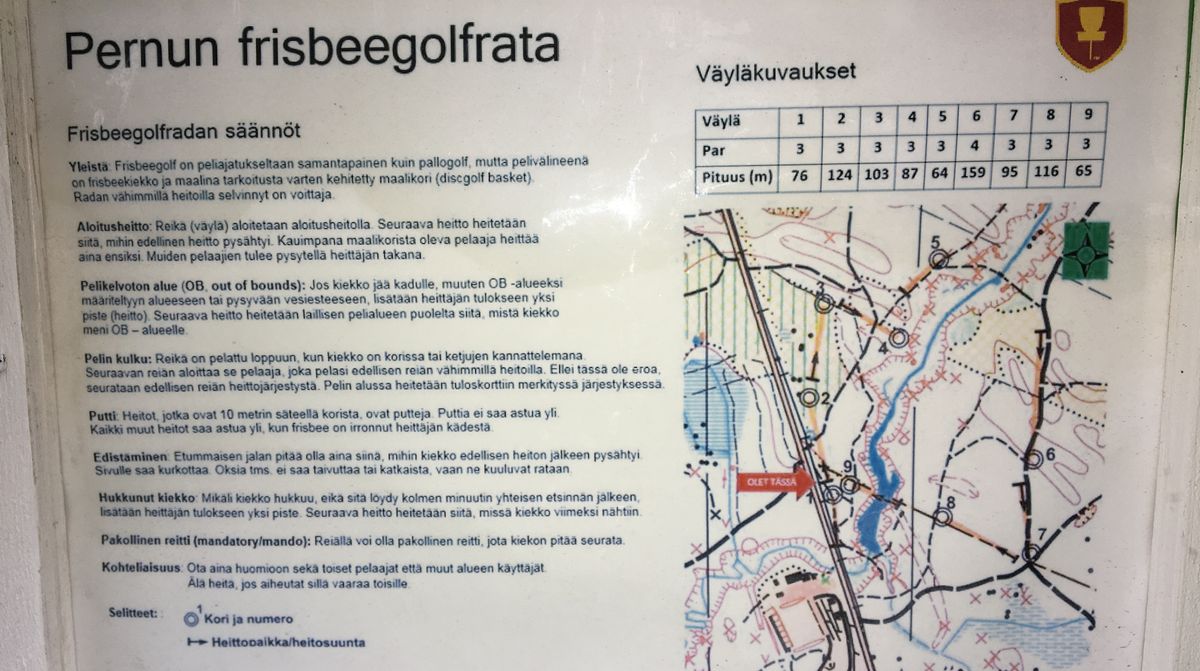 Pernun frisbeegolfrata
Frisbeegolfradan säännöt
Yleistä: Frisbeegolf on peliajatukseltaan samantapainen kuin pallogolf, mutta pelivälineenä
on frisbeekiekko ja maalina tarkoitusta varten kehitetty maalikori (discgolf basket).
Radan vähimmillä heitoilla selvinnyt on voittaja.
Aloitusheitto: Reikä (väylä) aloitetaan aloitusheitolla. Seuraava heitto heitetään
siitä, mihin edellinen heitto pysähtyi. Kauimpana maalikorista oleva pelaaja heittää
aina ensiksi. Muiden pelaajien tulee pysytellä heittäjän takana.
Pelikelvoton alue (OB, out of bounds): Jos kiekko jää kadulle, muuten OB -alueeksi
määriteltyyn alueeseen tai pysyvään vesiesteeseen, lisätään heittäjän tulokseen yksi
piste (heitto). Seuraava heitto heitetään laillisen pelialueen puolelta siitä, mistä kiekko
meni OB – alueelle.
Pelin kulku: Reikä on pelattu loppuun, kun kiekko on korissa tai ketjujen kannattelemana.
Seuraavan reiän aloittaa se pelaaja, joka pelasi edellisen reiän vähimmillä heitoilla. Ellei tässä ole eroa,
seurataan edellisen reiän heittojärjestystä. Pelin alussa heitetään tuloskorttiin merkityssä järjestyksessä.
Putti: Heitot, jotka ovat 10 metrin säteellä korista, ovat putteja. Puttia ei saa astua yli.
Kaikki muut heitot saa astua yli, kun frisbee on irronnut heittäjän kädestä.
Edistäminen: Etummaisen jalan pitää olla aina siinä, mihin kiekko edellisen heiton jälkeen pysähtyi.
Sivulle saa kurkottaa. Oksia tms. ei saa taivuttaa tai katkaista, vaan ne kuuluvat rataan.
Hukkunut kiekko: Mikäli kiekko hukkuu, eikä sitä löydy kolmen minuutin yhteisen etsinnän jälkeen,
lisätään heittäjän tulokseen yksi piste. Seuraava heitto heitetään siitä, missä kiekko viimeksi nähtiin.
Pakollinen reitti (mandatory/mando): Reiällä voi olla pakollinen reitti, jota kiekon pitää seurata.
Kohteliaisuus: Ota aina huomioon sekä toiset pelaajat että muut alueen käyttäjät.
Älä heitä, jos aiheutat sillä vaaraa toisille.
Selitteet:
1 Kori ja numero
Heittopaikka/heitosuunta
Väyläkuvaukset
Väylä 1 2 3 4 5 6 7 8 9
Par 3 3 3 3 3 4 3 3 3
Pituus (m) 76 124 103 87 64 159 95 116 65
5
3
4
2
9
6
OLET TÄSSÄ
8
7